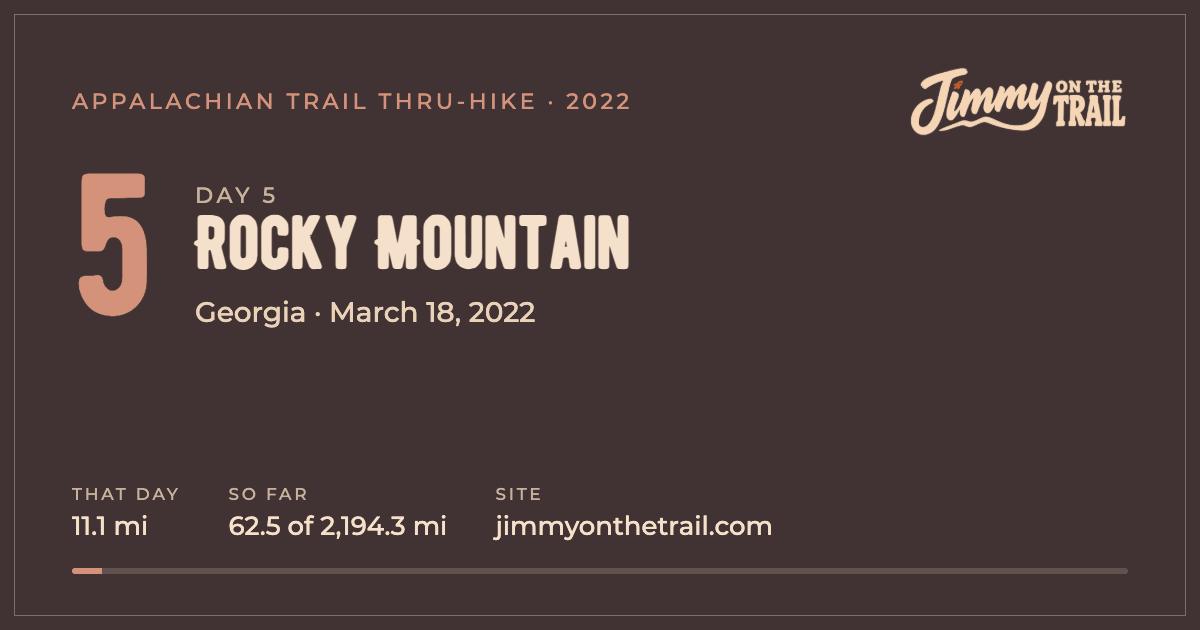 APPALACHIAN TRAIL THRU-HIKE · 2022
Jimmy ON THE TRAIL
5
DAY 5
ROCKY MOUNTAIN
Georgia · March 18, 2022
THAT DAY
11.1 mi
SO FAR
62.5 of 2,194.3 mi
SITE
jimmyonthetrail.com